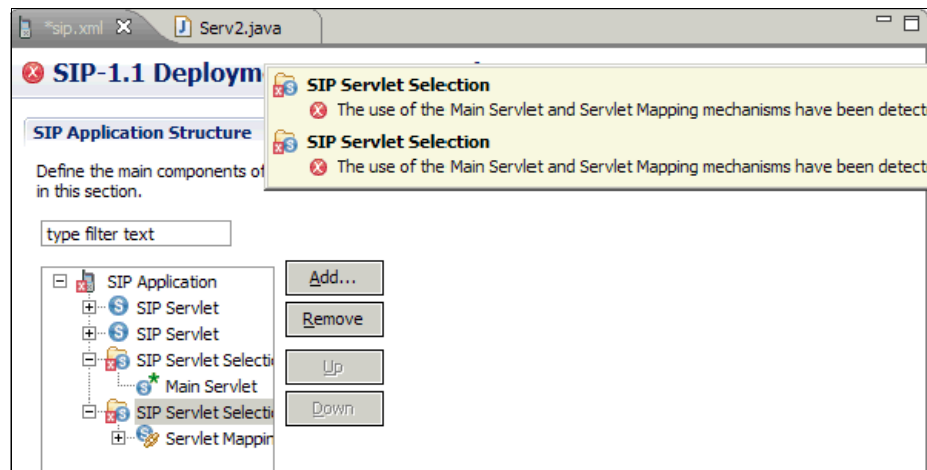 *sip.xml
Serv2.java
SIP-1.1 Deploym
SIP Servlet Selection
The use of the Main Servlet and Servlet Mapping mechanisms have been detect
SIP Servlet Selection
The use of the Main Servlet and Servlet Mapping mechanisms have been detect
SIP Application Structure
Define the main components of
in this section.
type filter text
SIP Application
SIP Servlet
SIP Servlet
SIP Servlet Selecti
Main Servlet
SIP Servlet Selecti
Servlet Mappin
Add...
Remove
Up
Down